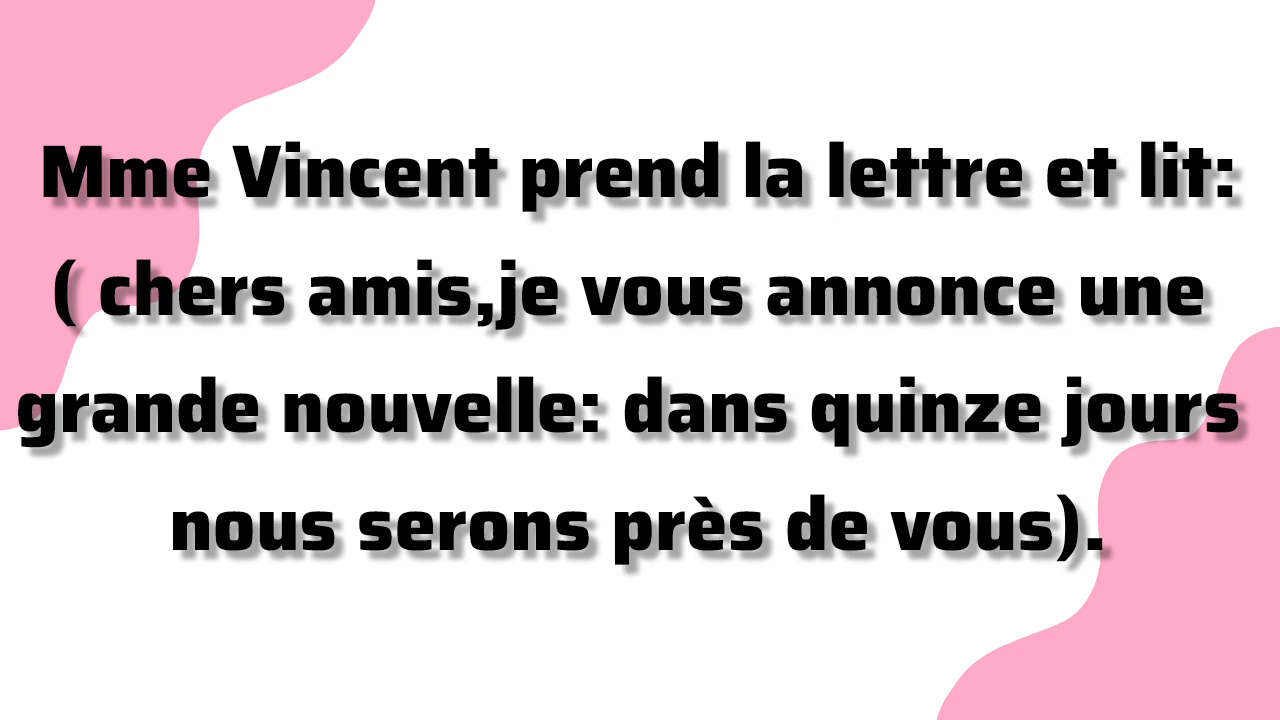 Mme Vincent prend la lettre et lit:
( chers amis,je vous annonce une
grande nouvelle: dans quinze jours
nous serons près de vous).